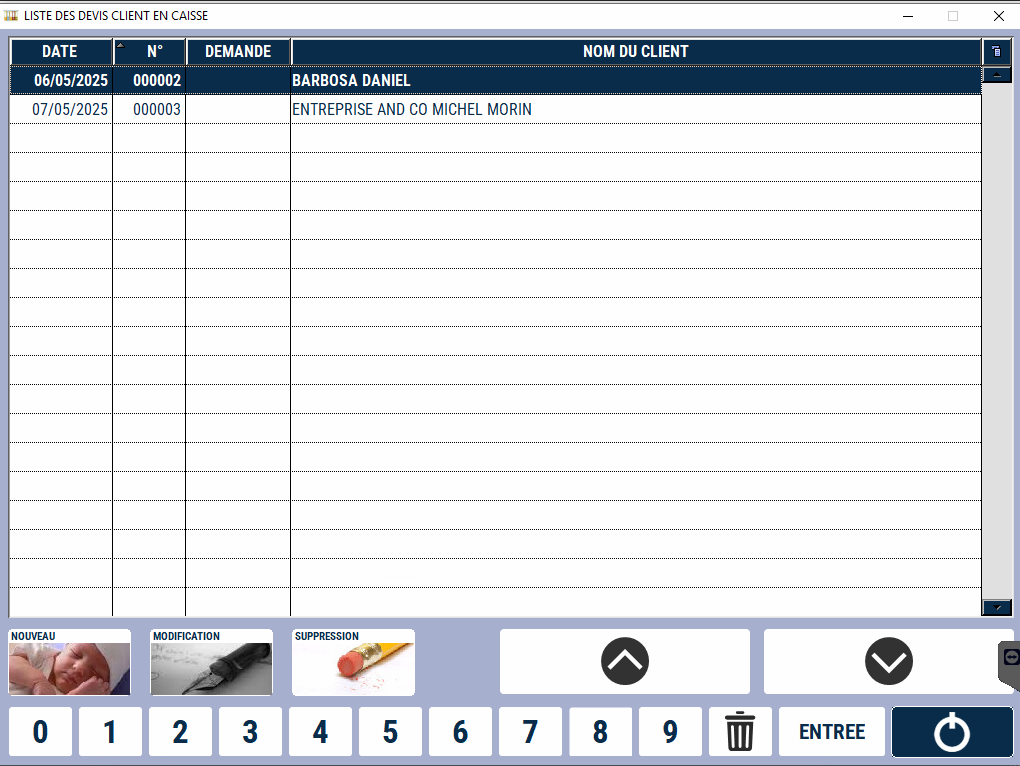 LISTE DES DEVIS CLIENT EN CAISSE
DATE N° DEMANDE NOM DU CLIENT
06/05/2025 000002 BARBOSA DANIEL
07/05/2025 000003 ENTREPRISE AND CO MICHEL MORIN
NOUVEAU MODIFICATION SUPPRESSION
0 1 2 3 4 5 6 7 8 9 ENTREE